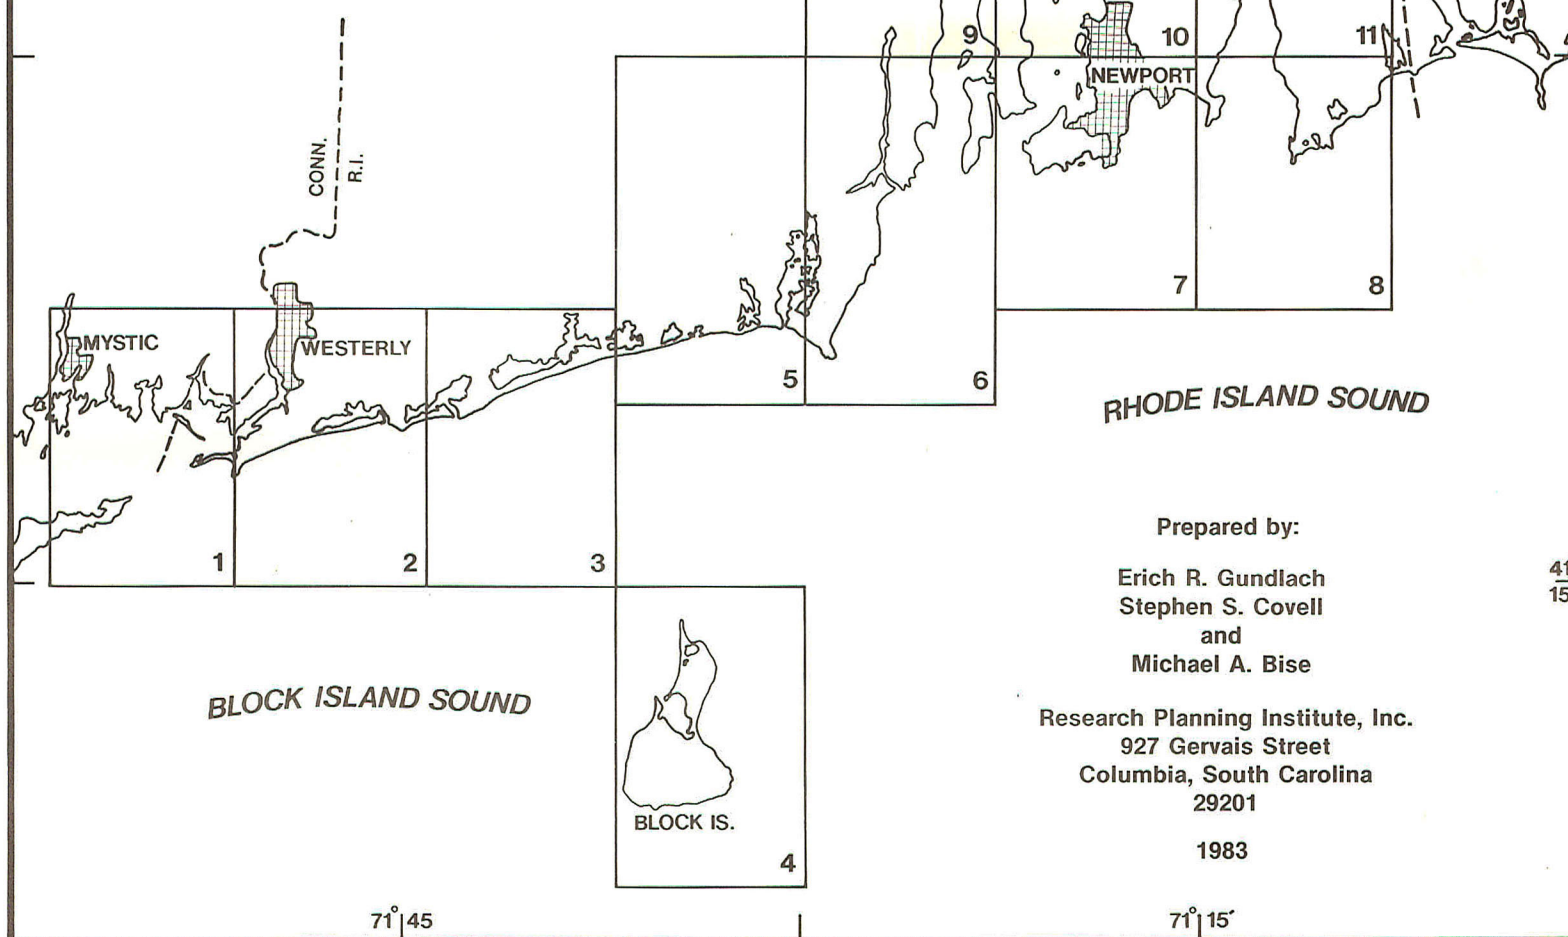 9
10
11
NEWPORT
CONN.
R.I.
7
8
MYSTIC
WESTERLY
5
6
RHODE ISLAND SOUND
1
2
3
Prepared by:
Erich R. Gundlach
Stephen S. Covell
and
Michael A. Bise
41
15
Research Planning Institute, Inc.
927 Gervais Street
Columbia, South Carolina
29201
1983
BLOCK ISLAND SOUND
BLOCK IS.
4
71° 45
71° 15′